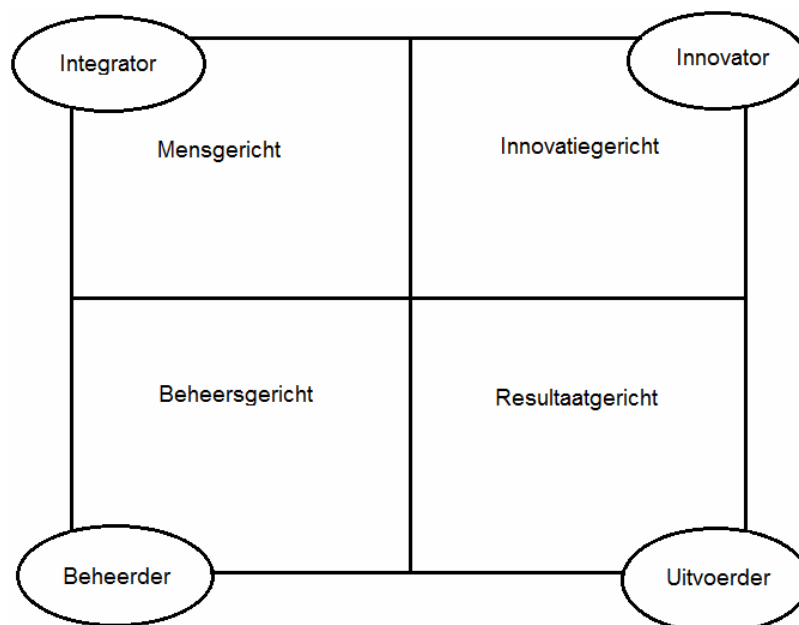 Integrator
Innovator
Mensgericht
Innovatiegericht
Beheersgericht
Resultaatgericht
Beheerder
Uitvoerder